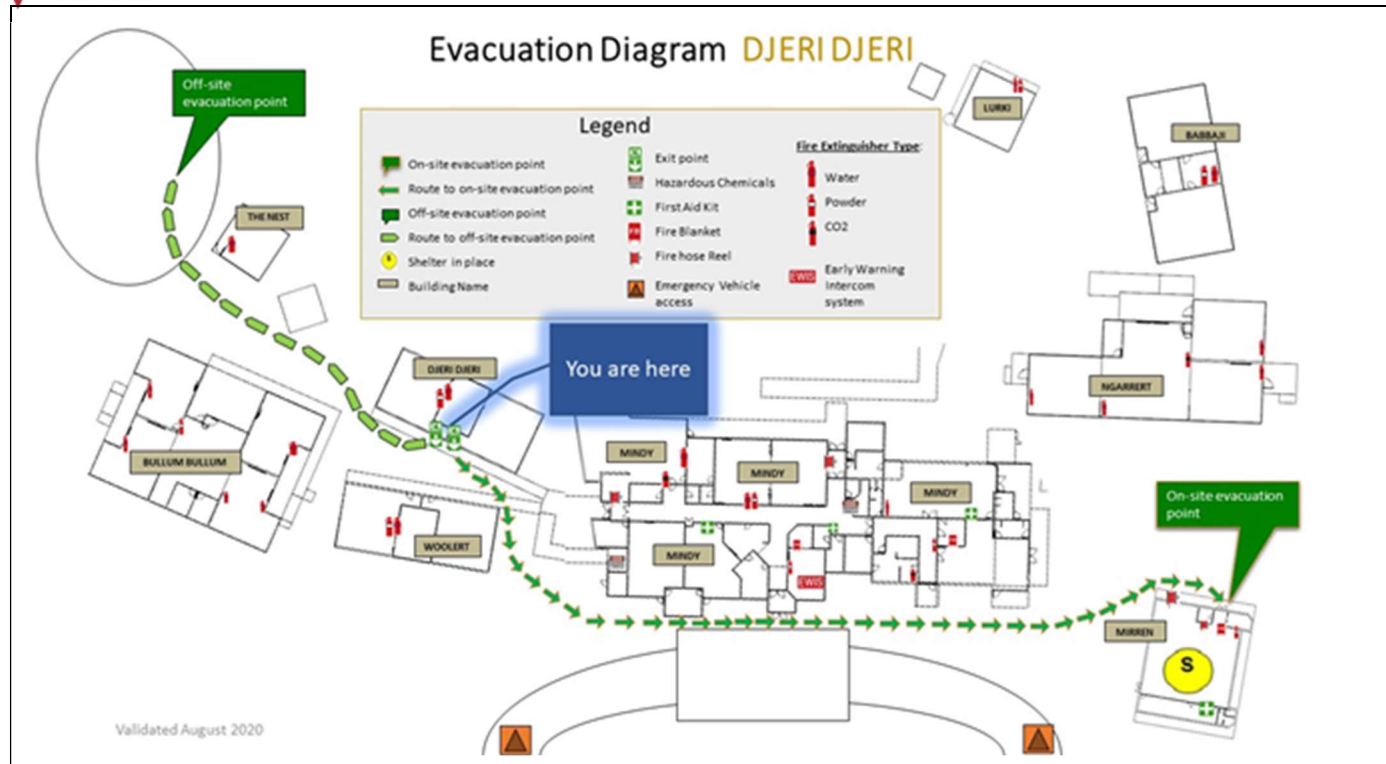 Evacuation Diagram DJERI DJERI
Off-site
evacuation point
Legend
On-site evacuation point
Route to on-site evacuation point
Off-site evacuation point
Route to off-site evacuation point
S
Shelter in place
Building Name
Exit point
Hazardous Chemicals
First Aid Kit
FB
Fire Blanket
Fire hose Reel
Emergency Vehicle
access
Fire Extinguisher Type:
Water
Powder
CO2
EWIS
Early Warning
Intercom
system
LURKI
BABBAJI
THE NEST
DJERI DJERI
You are here
NGARRERT
BULLUM BULLUM
WOOLERT
MINDY
MINDY
MINDY
MINDY
EWIS
On-site evacuation
point
MIRREN
S
Validated August 2020